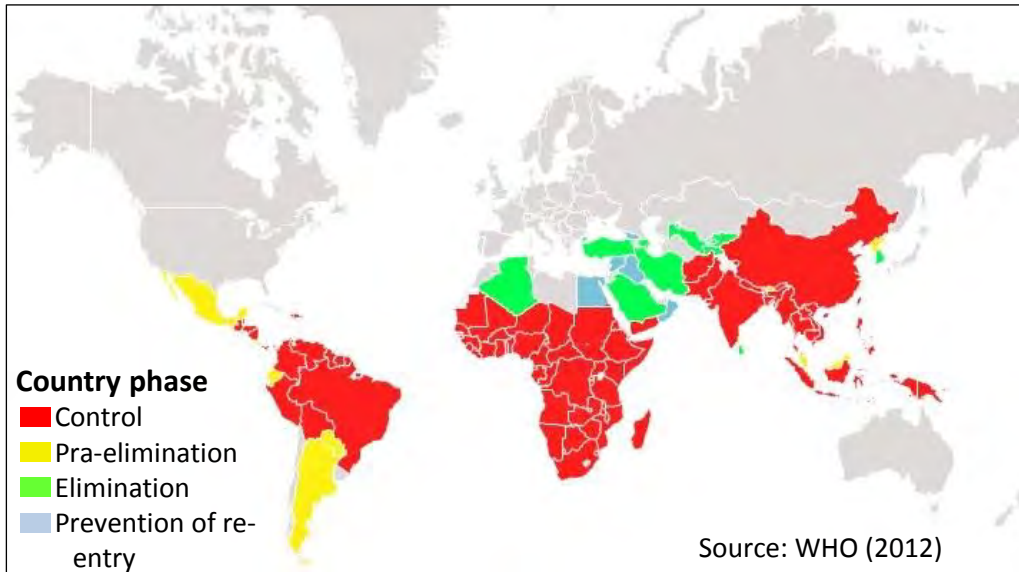 Country phase
Control
Pra-elimination
Elimination
Prevention of re-
entry
Source: WHO (2012)